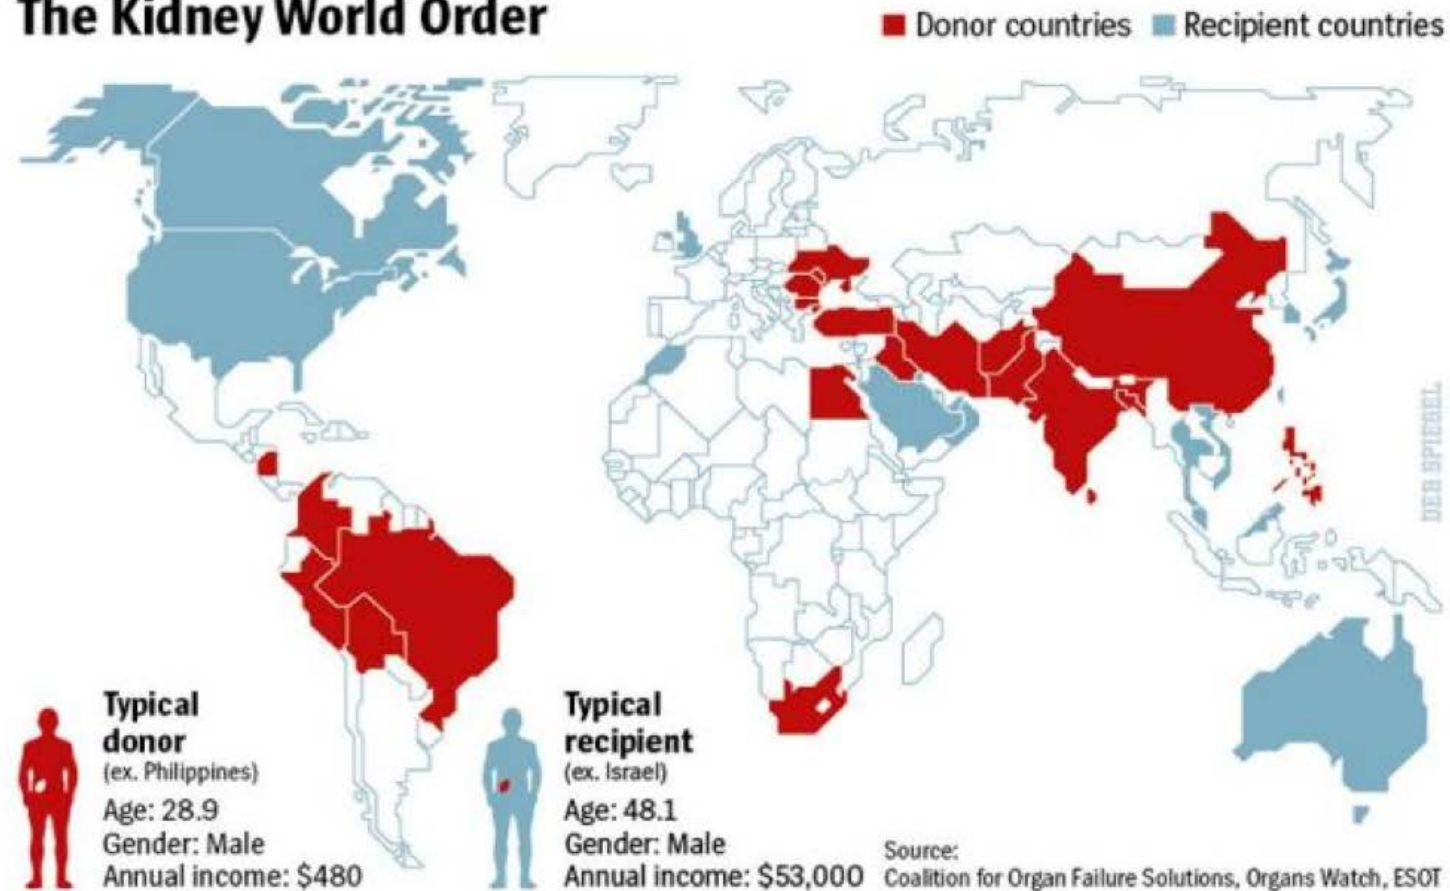 The Kidney World Order
Donor countries
Recipient countries
DER SPIEGEL
Typical
donor
(ex. Philippines)
Age: 28.9
Gender: Male
Annual income: $480
Typical
recipient
(ex. Israel)
Age: 48.1
Gender: Male
Annual income: $53,000
Source:
Coalition for Organ Failure Solutions, Organs Watch, ESOT